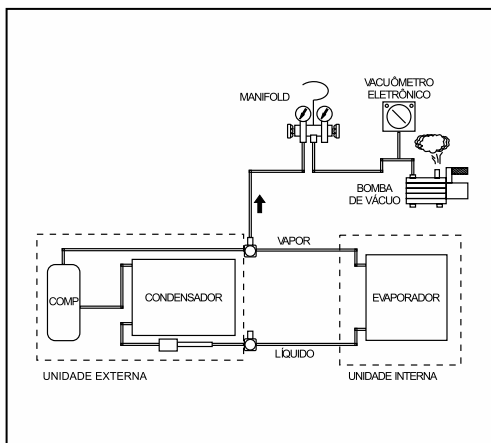 MANIFOLD
VACUÔMETRO
ELETRÔNICO
BOMBA
DE VÁCUO
VAPOR
COMP
CONDENSADOR
EVAPORADOR
LÍQUIDO
UNIDADE EXTERNA
UNIDADE INTERNA